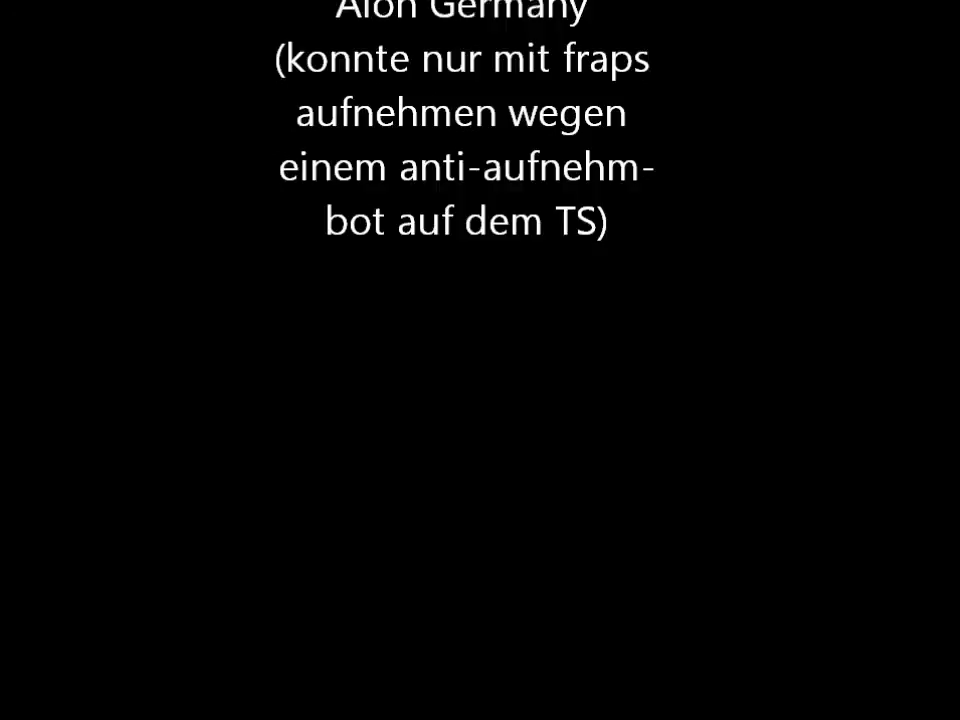 Aion Germany
(konnte nur mit fraps
aufnehmen wegen
einem anti-aufnehm-
bot auf dem TS)